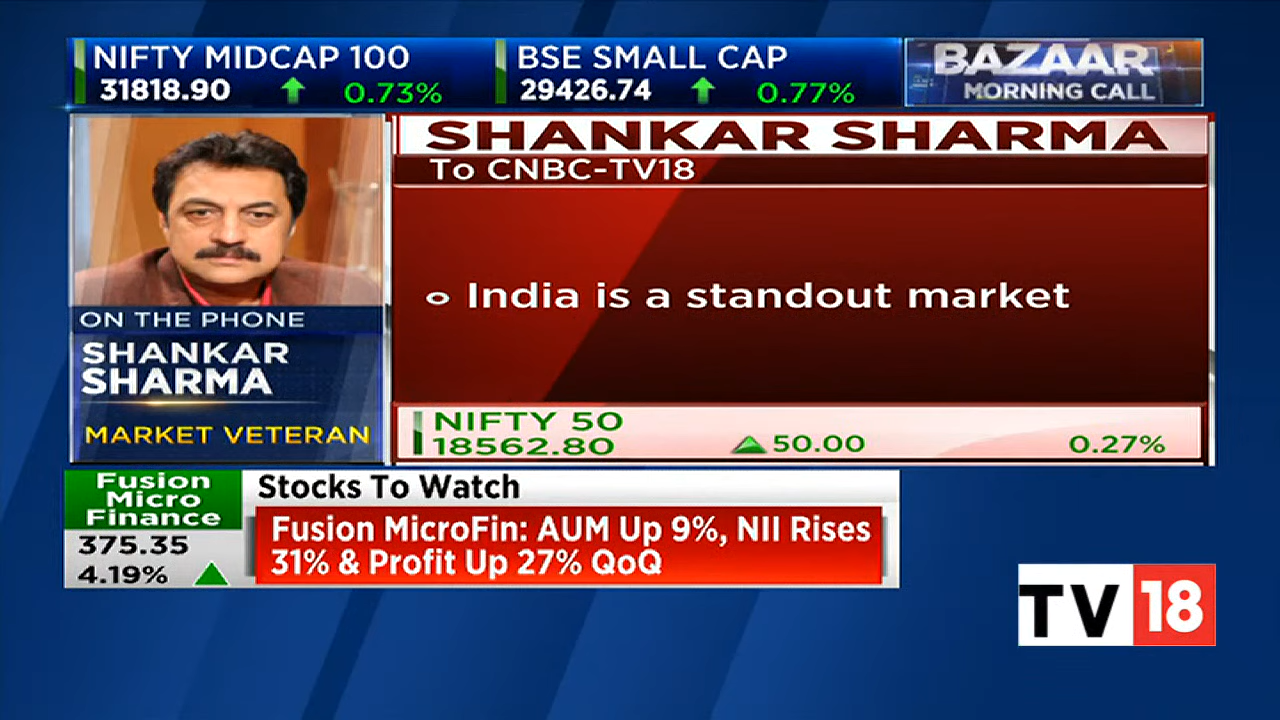 NIFTY MIDCAP 100
31818.90 0.73%
BSE SMALL CAP
29426.74 0.77%
BAZAAR
MORNING CALL
SHANKAR SHARMA
To CNBC-TV18
India is a standout market
ON THE PHONE
SHANKAR
SHARMA
MARKET VETERAN
NIFTY 50
18562.80 50.00 0.27%
Fusion
Micro
Finance
375.35
4.19%
Stocks To Watch
Fusion MicroFin: AUM Up 9%, NII Rises
31% & Profit Up 27% QoQ
TV18